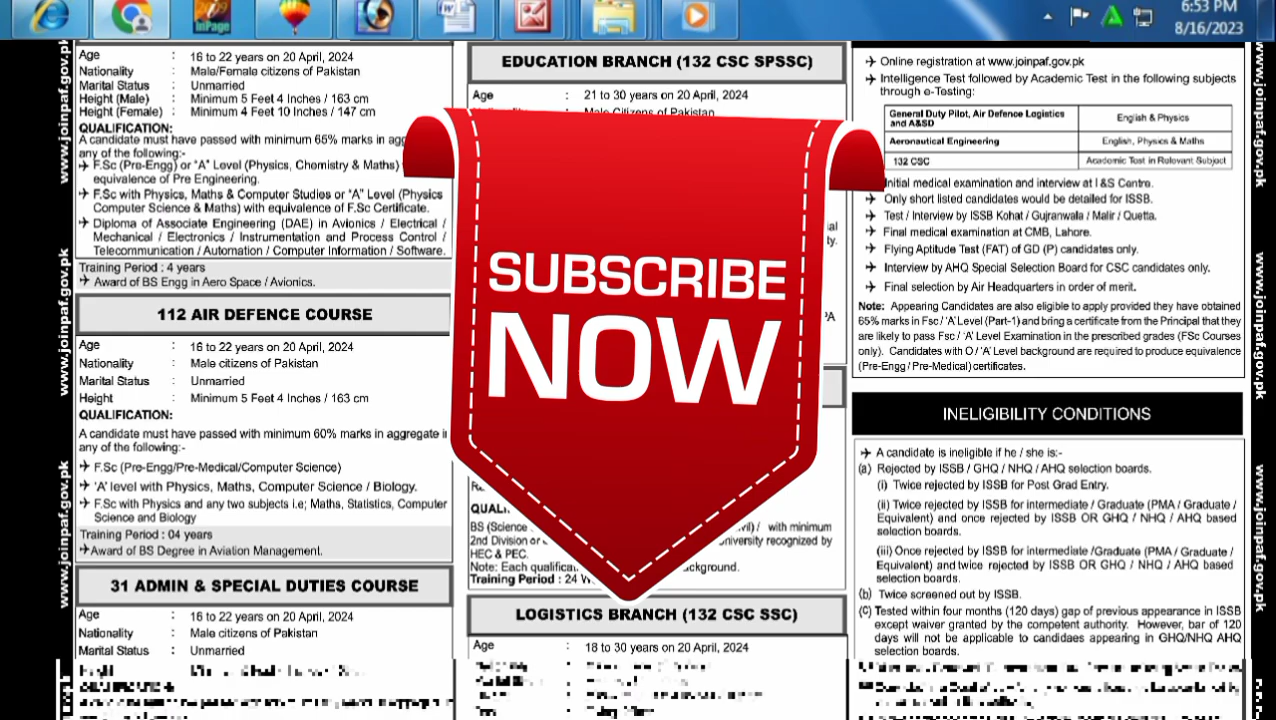 6:53 PM
8/16/2023
InPage
www.joinpaf.gov.pk
www.joinpaf.gov.pk
www.joinpaf.gov.pk
Age : 16 to 22 years on 20 April, 2024
Nationality : Male/Female citizens of Pakistan
Marital Status : Unmarried
Height (Male) : Minimum 5 Feet 4 Inches / 163 cm
Height (Female) : Minimum 4 Feet 10 Inches / 147 cm
QUALIFICATION:
A candidate must have passed with minimum 65% marks in
any of the following:-
F.Sc (Pre-Engg) or "A" Level (Physics, Chemistry & Maths)
equivalence of Pre Engineering.
F.Sc with Physics, Maths & Computer Studies or "A" Level (Physics
Computer Science & Maths) with equivalence of F.Sc Certificate.
Diploma of Associate Engineering (DAE) in Avionics / Electrical /
Mechanical / Electronics / Instrumentation and Process Control /
Telecommunication / Automation / Computer Information / Software.
Training Period : 4 years
Award of BS Engg in Aero Space / Avionics.
112 AIR DEFENCE COURSE
Age : 16 to 22 years on 20 April, 2024
Nationality : Male citizens of Pakistan
Marital Status : Unmarried
Height : Minimum 5 Feet 4 Inches / 163 cm
QUALIFICATION:
A candidate must have passed with minimum 60% marks in aggregate
any of the following:-
F.Sc (Pre-Engg/Pre-Medical/Computer Science)
'A' level with Physics, Maths, Computer Science / Biology.
F.Sc with Physics and any two subjects i.e; Maths, Statistics, Computer
Science and Biology
Training Period : 04 years
Award of BS Degree in Aviation Management.
31 ADMIN & SPECIAL DUTIES COURSE
Age : 16 to 22 years on 20 April, 2024
Nationality : Male citizens of Pakistan
Marital Status : Unmarried
EDUCATION BRANCH (132 CSC SPSSC)
Age : 21 to 30 years on 20 April, 2024
Male Citizens of Pakistan
SUBSCRIBE
NOW
BS (Science / with minimum
2nd Division or recognized by
HEC & PEC.
Note: Each
Training Period : 24
LOGISTICS BRANCH (132 CSC SSC)
Age : 18 to 30 years on 20 April, 2024
Online registration at www.joinpaf.gov.pk
Intelligence Test followed by Academic Test in the following subjects
through e-Testing:
General Duty Pilot, Air Defence Logistics
and A&SD English & Physics
Aeronautical Engineering English, Physics & Maths
132 CSC Academic Test in Relevant Subject
Initial medical examination and interview at I & S Centre.
Only short listed candidates would be detailed for ISSB.
Test / Interview by ISSB Kohat / Gujranwala / Malir / Quetta.
Final medical examination at CMB, Lahore.
Flying Aptitude Test (FAT) of GD (P) candidates only.
Interview by AHQ Special Selection Board for CSC candidates only.
Final selection by Air Headquarters in order of merit.
Note: Appearing Candidates are also eligible to apply provided they have obtained
65% marks in Fsc / 'A' Level (Part-1) and bring a certificate from the Principal that they
are likely to pass Fsc / 'A' Level Examination in the prescribed grades (FSc Courses
only). Candidates with O / 'A' Level background are required to produce equivalence
(Pre-Engg / Pre-Medical) certificates.
INELIGIBILITY CONDITIONS
A candidate is ineligible if he / she is:-
(a) Rejected by ISSB / GHQ / NHQ / AHQ selection boards.
(i) Twice rejected by ISSB for Post Grad Entry.
(ii) Twice rejected by ISSB for intermediate / Graduate (PMA / Graduate /
Equivalent) and once rejected by ISSB OR GHQ / NHQ / AHQ based
selection boards.
(iii) Once rejected by ISSB for intermediate /Graduate (PMA / Graduate /
Equivalent) and twice rejected by ISSB OR GHQ / NHQ / AHQ based
selection boards.
(b) Twice screened out by ISSB.
(C) Tested within four months (120 days) gap of previous appearance in ISSB
except waiver granted by the competent authority. However, bar of 120
days will not be applicable to candidaes appearing in GHQ/NHQ AHQ
selection boards.
www.joinpaf.gov.pk
www.joinpaf.gov.pk
www.joinpaf.gov.pk